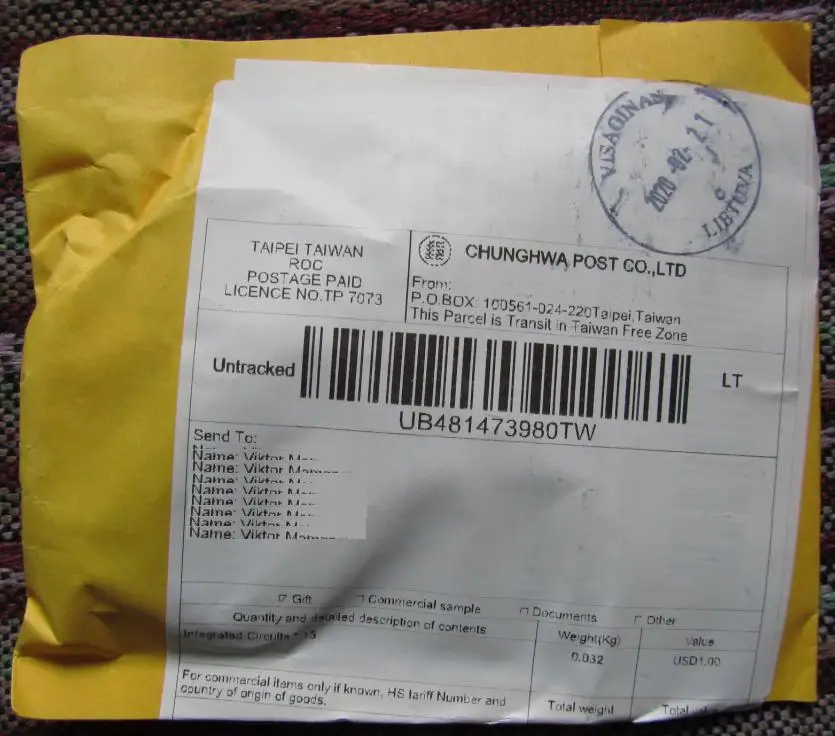 VISAGINAS
2020-02-21
C
LIETUVA
TAIPEI TAIWAN
ROC
POSTAGE PAID
LICENCE NO.TP 7073
CHUNGHWA POST CO.,LTD
From:
P.O.BOX: 100561-024-220Taipei,Taiwan
This Parcel is Transit in Taiwan Free Zone
Untracked
LT
UB481473980TW
Send To:
Name: Viktor
Name: Viktor
Name: Viktor
Name: Viktor
Name: Viktor
Name: Viktor
Name: Viktor
Gift Commercial sample Documents Other
Quantity and detailed description of contents
Weight(Kg)
Value
Integrated Circuits * 15
0.032
USD1.00
For commercial items only if known, HS tariff Number and
country of origin of goods.
Total weight
Total value